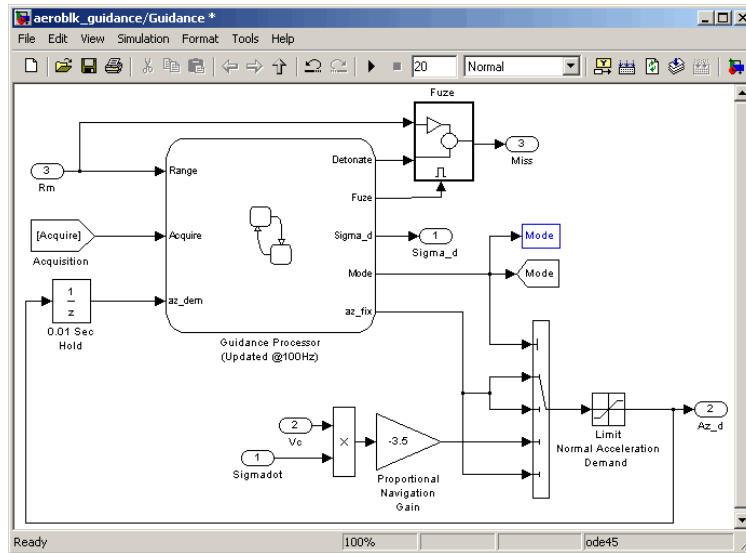 aeroblk_guidance/Guidance *
File Edit View Simulation Format Tools Help
20 Normal
Fuze
3
Rm
Range
Detonate
3
Miss
Fuze
[Acquire]
Acquisition
Acquire
Sigma_d
1
Sigma_d
Mode
Mode
Mode
1
z
0.01 Sec
Hold
az_dem
az_fix
Guidance Processor
(Updated @100Hz)
2
Vc
1
Sigmadot
×
-3.5
Proportional
Navigation
Gain
Limit
Normal Acceleration
Demand
2
Az_d
Ready 100% ode45